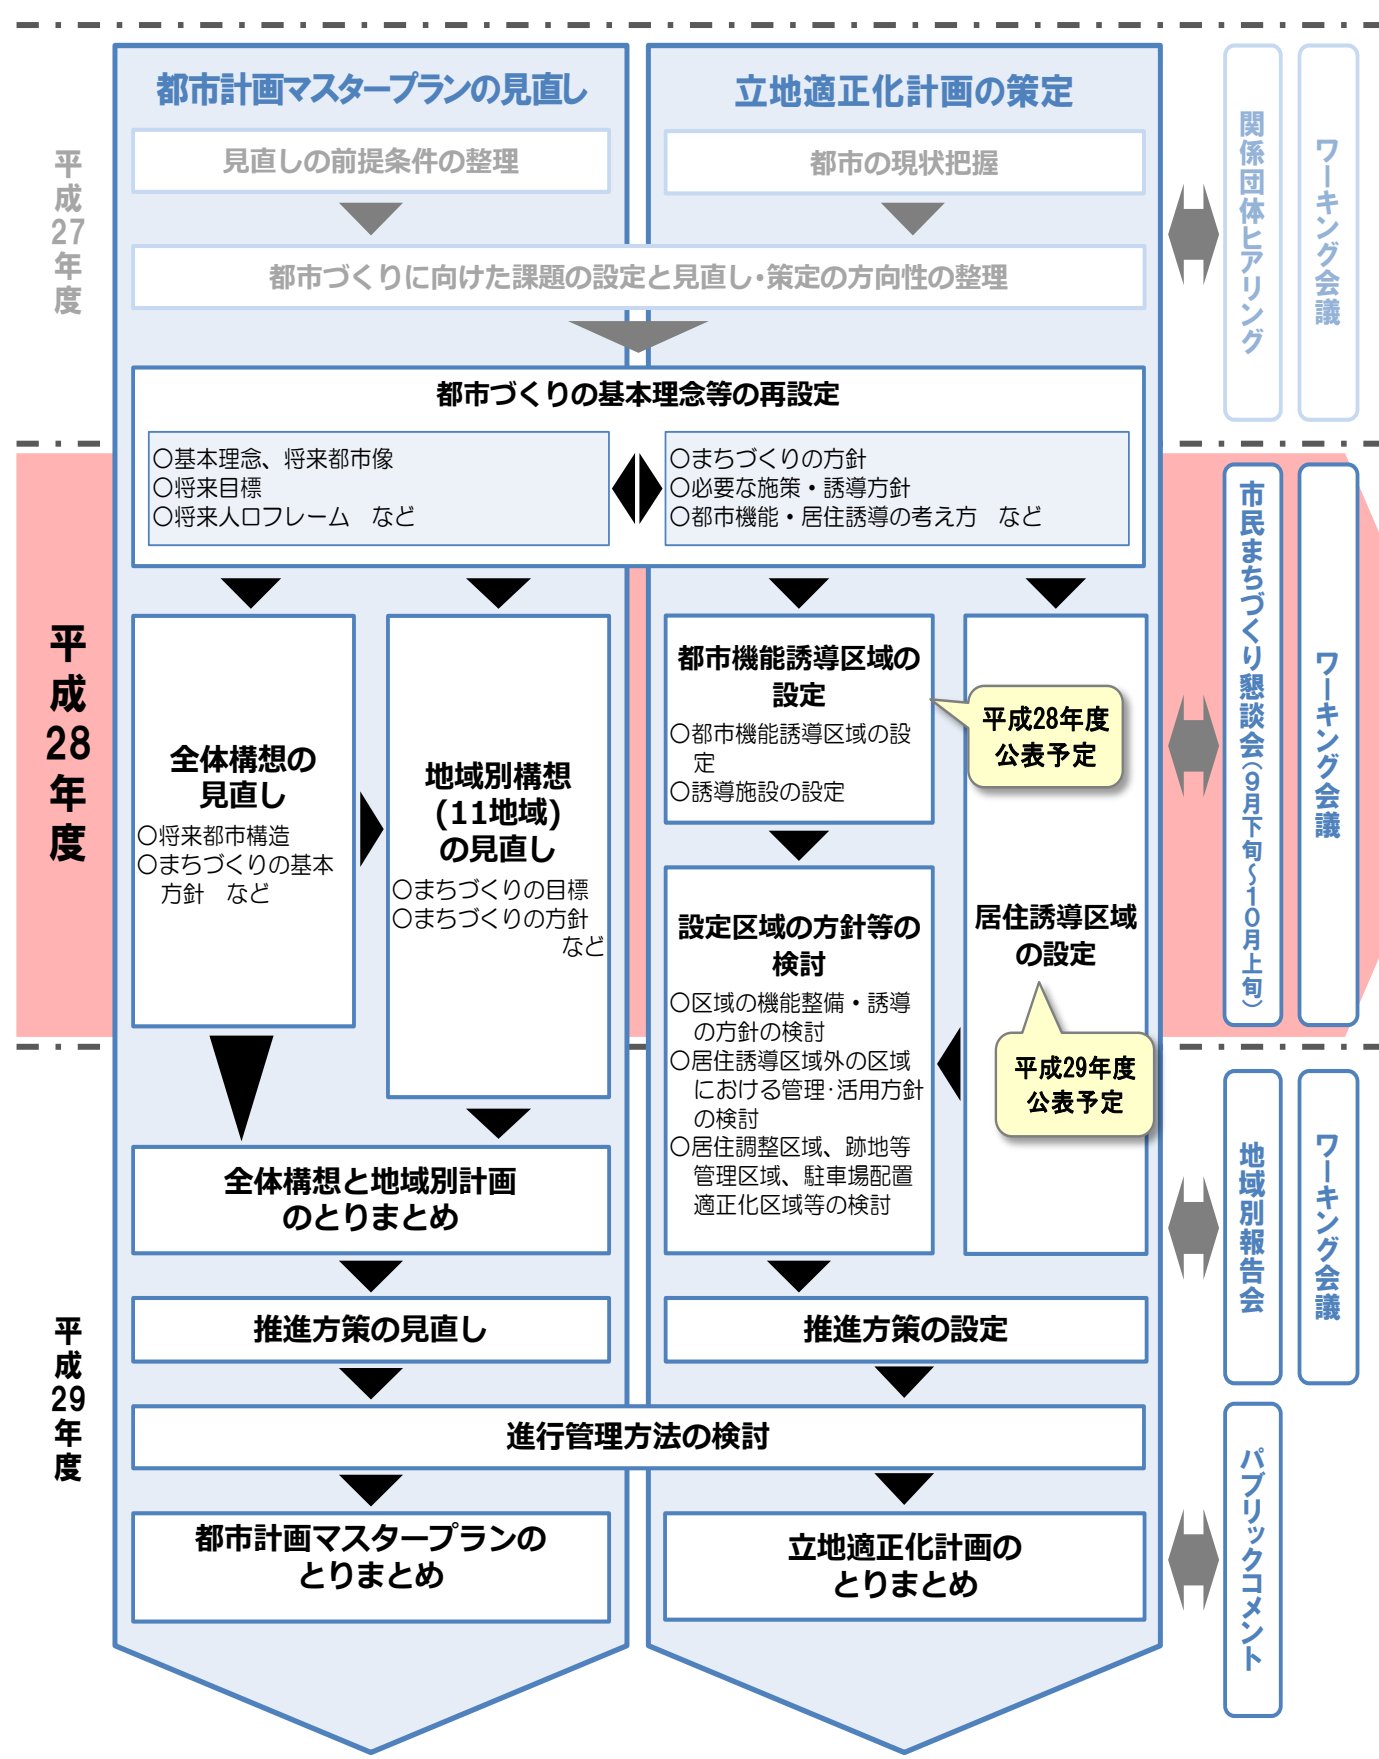 都市計画マスタープランの見直し
立地適正化計画の策定
平成27年度
見直しの前提条件の整理
都市の現状把握
都市づくりに向けた課題の設定と見直し・策定の方向性の整理
関係団体ヒアリング
ワーキング会議
都市づくりの基本理念等の再設定
○基本理念、将来都市像
○将来目標
○将来人口フレーム　など
○まちづくりの方針
○必要な施策・誘導方針
○都市機能・居住誘導の考え方　など
平成28年度
全体構想の
見直し
○将来都市構造
○まちづくりの基本
方針　など
地域別構想
(11地域)
の見直し
○まちづくりの目標
○まちづくりの方針
など
都市機能誘導区域の
設定
○都市機能誘導区域の設
定
○誘導施設の設定
平成28年度
公表予定
設定区域の方針等の
検討
○区域の機能整備・誘導
の方針の検討
○居住誘導区域外の区域
における管理・活用方針
の検討
○居住調整区域、跡地等
管理区域、駐車場配置
適正化区域等の検討
居住誘導区域
の設定
平成29年度
公表予定
市民まちづくり懇談会（９月下旬～１０月上旬）
ワーキング会議
平成29年度
全体構想と地域別計画
のとりまとめ
推進方策の見直し
推進方策の設定
進行管理方法の検討
都市計画マスタープランの
とりまとめ
立地適正化計画の
とりまとめ
地域別報告会
ワーキング会議
パブリックコメント